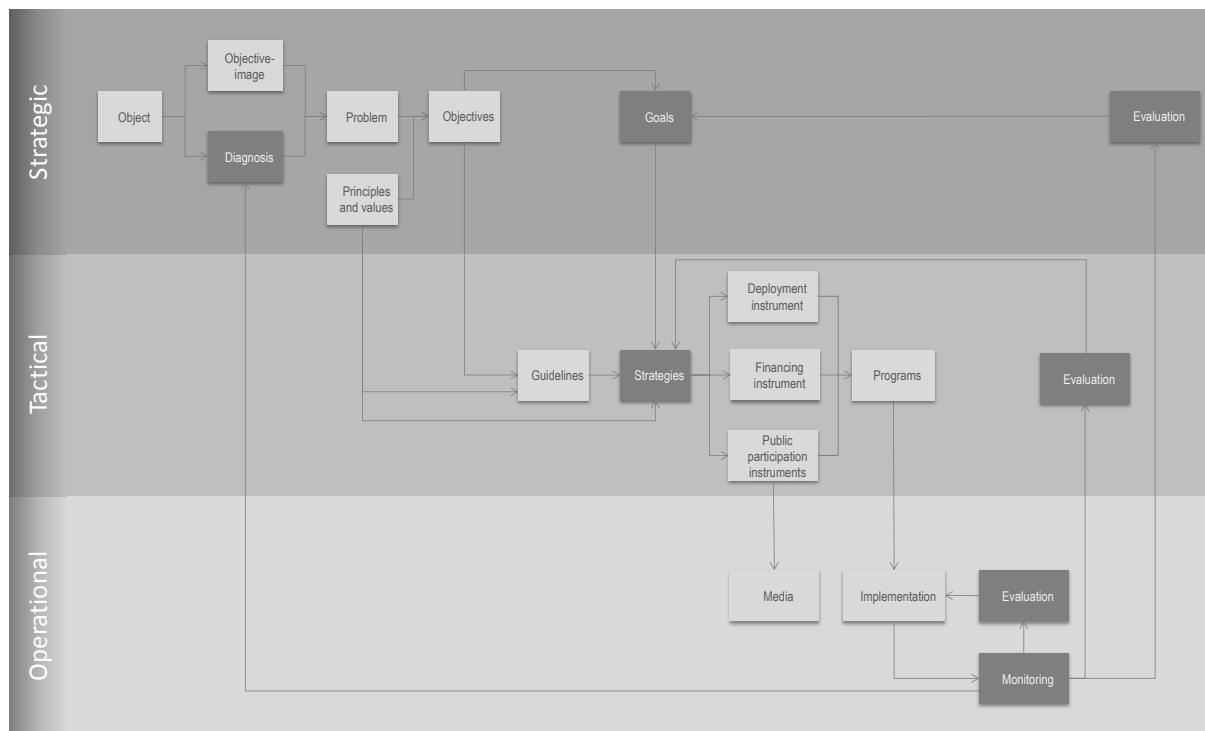 Strategic
Objective-
image
Object
Diagnosis
Problem
Principles
and values
Objectives
Goals
Evaluation
Tactical
Guidelines
Strategies
Deployment
instrument
Financing
instrument
Public
participation
instruments
Programs
Evaluation
Operational
Media
Implementation
Evaluation
Monitoring